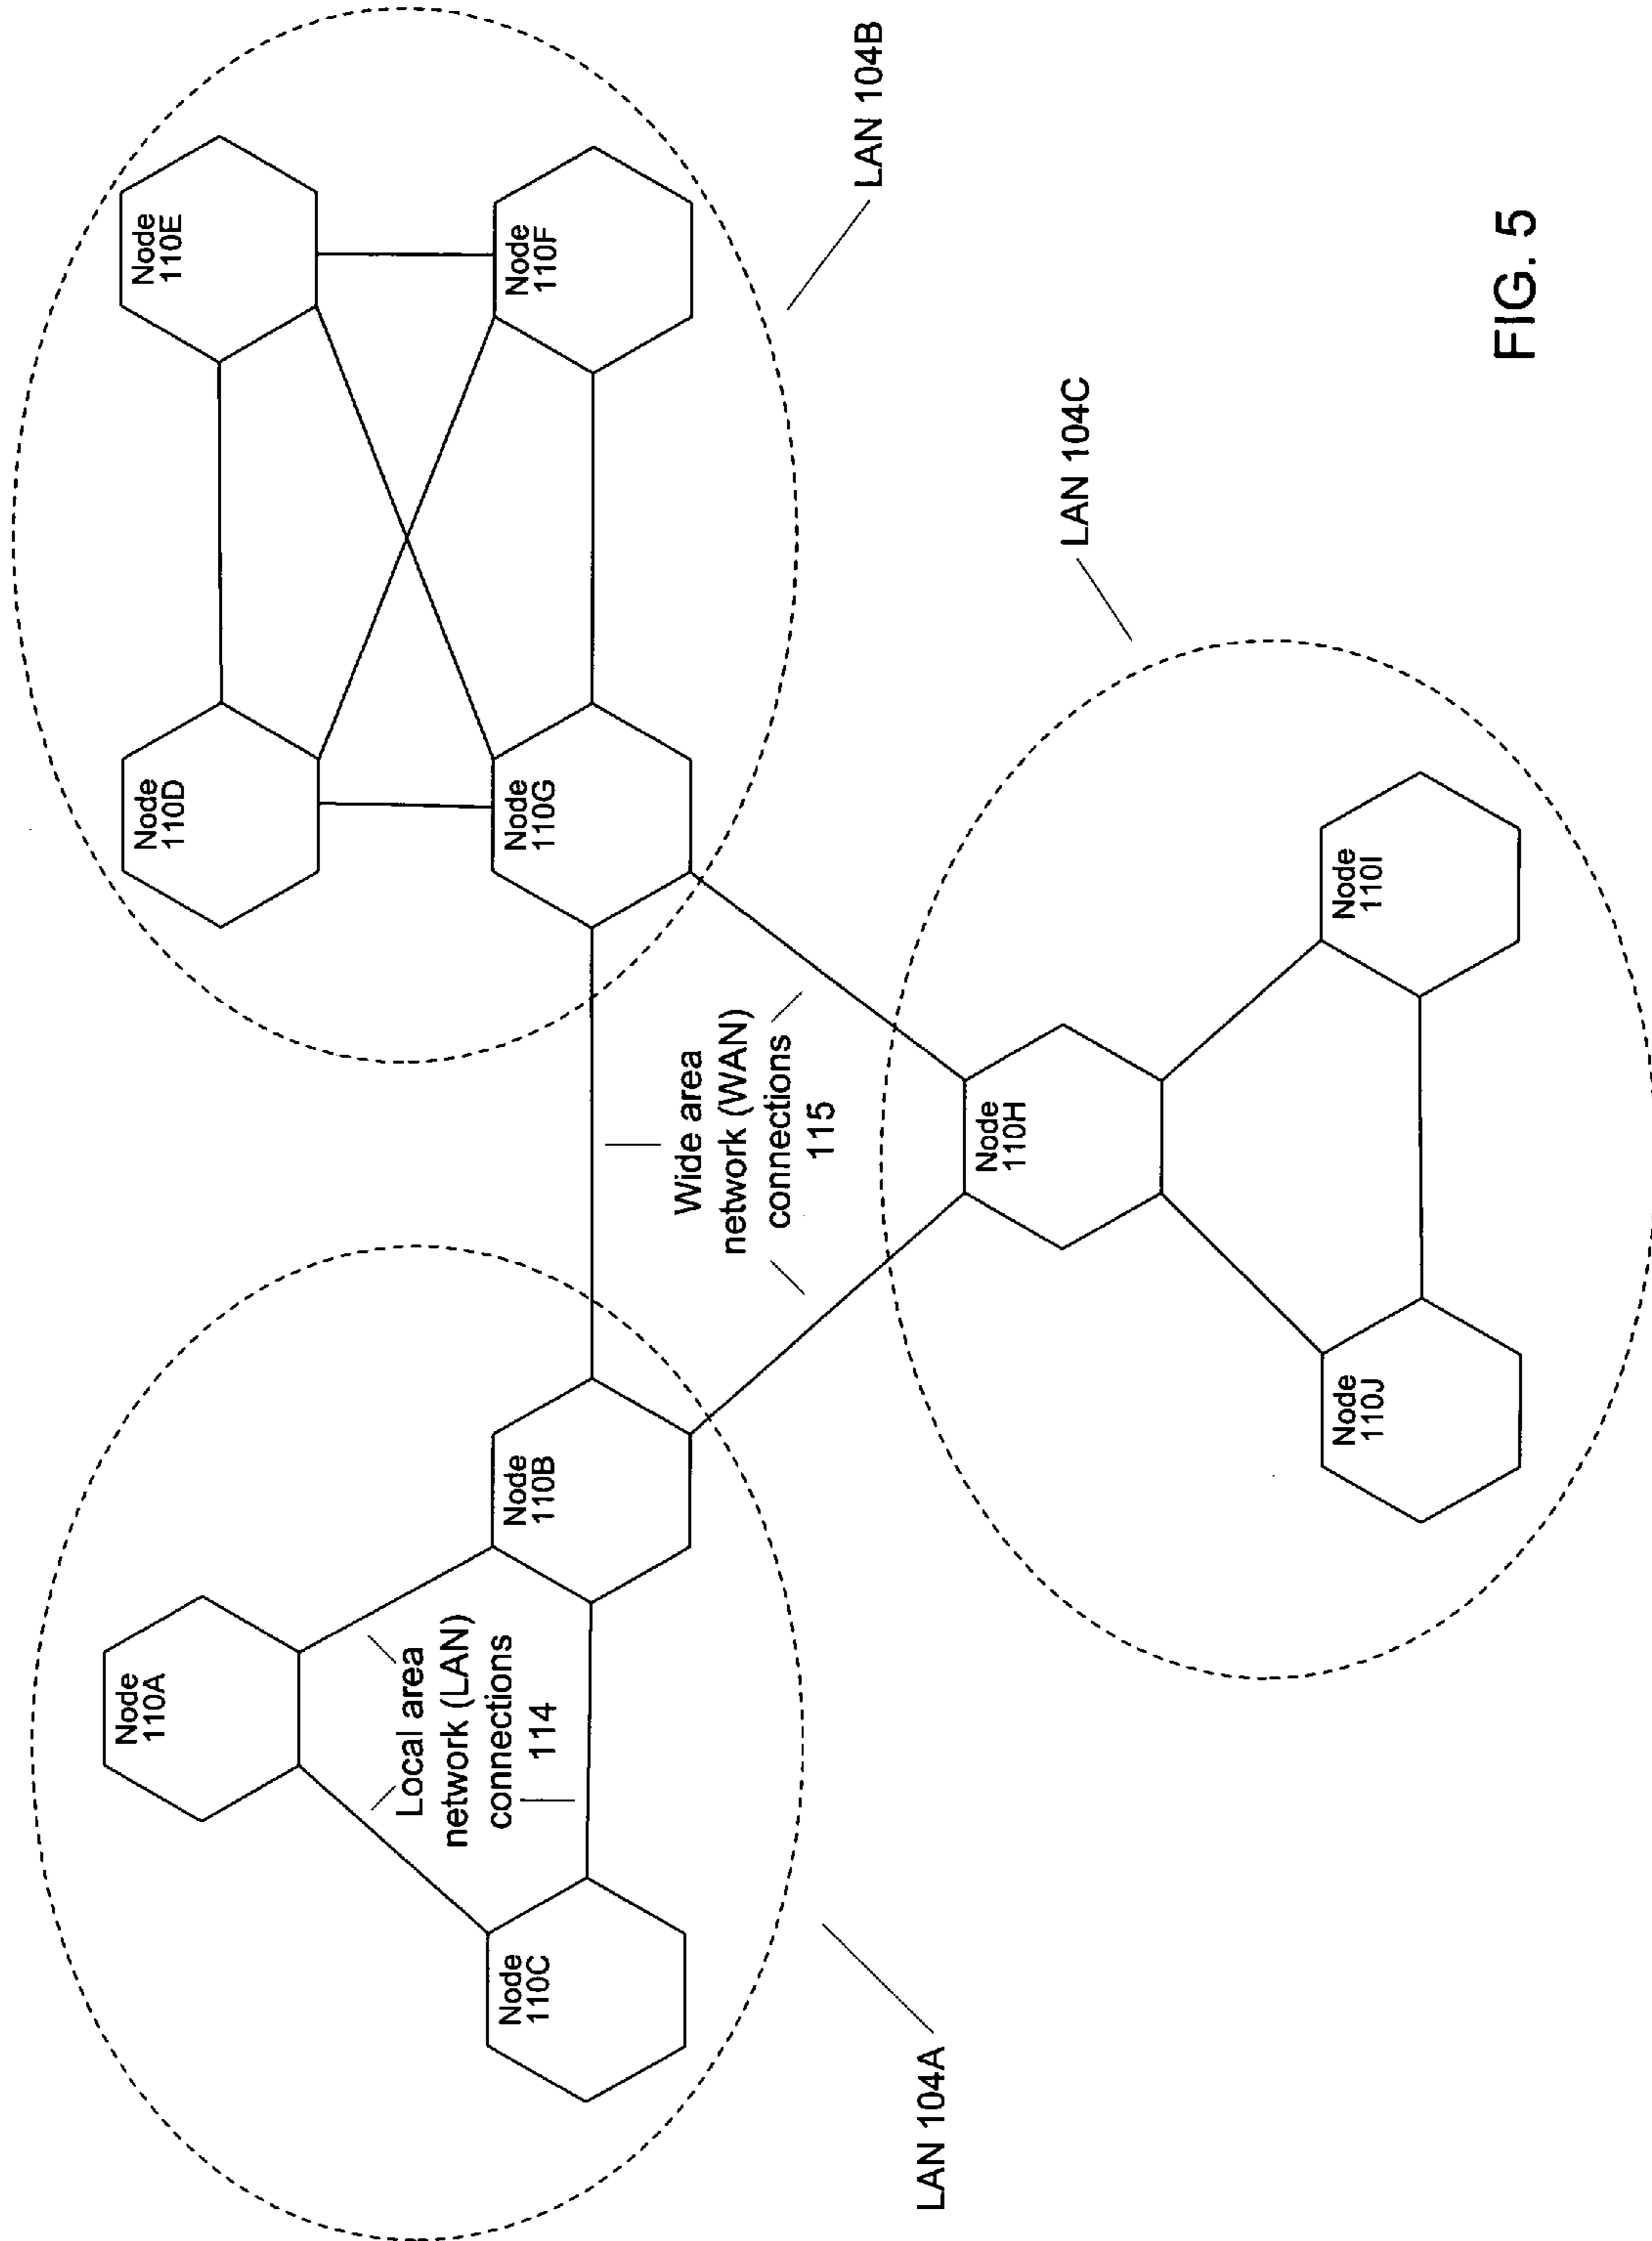 Node
110A
Node
110D
Node
110E
Local area
network (LAN)
connections
114
Node
110C
Node
110B
Node
110G
Node
110F
Wide area
network (WAN)
connections
115
LAN 104A
LAN 104B
Node
110H
LAN 104C
Node
110J
Node
110I
FIG. 5